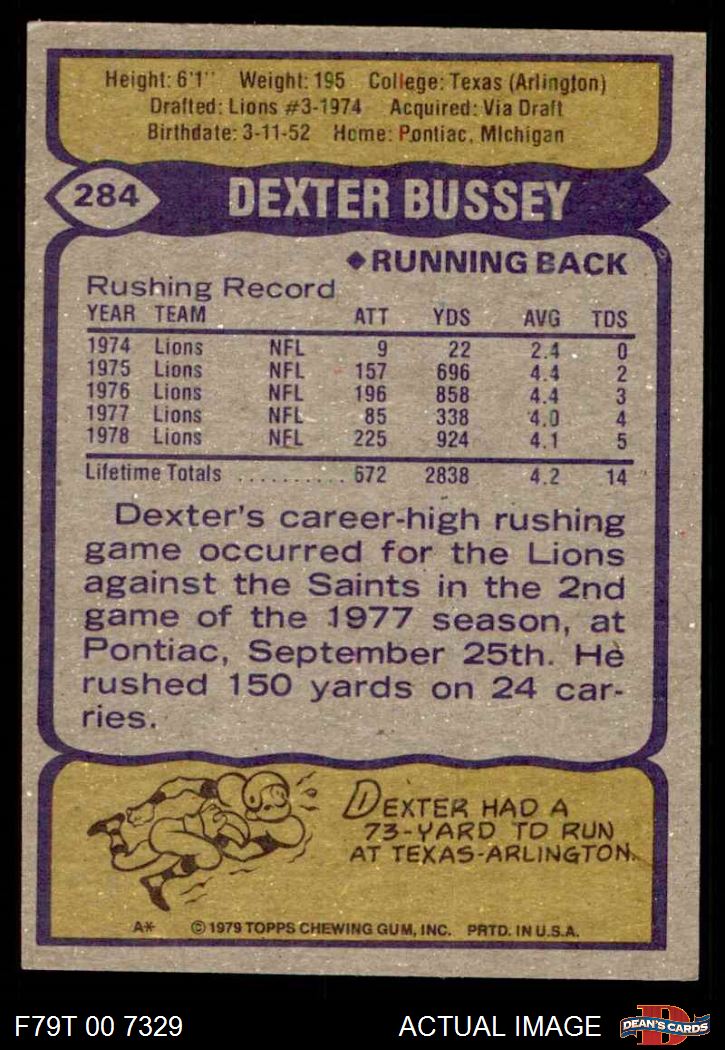 Height: 6'1" Weight: 195 College: Texas (Arlington)
Drafted: Lions #3-1974 Acquired: Via Draft
Birthdate: 3-11-52 Home: Pontiac, Michigan
284 DEXTER BUSSEY
◆RUNNING BACK
Rushing Record
YEAR TEAM ATT YDS AVG TDS
1974 Lions NFL 9 22 2.4 0
1975 Lions NFL 157 696 4.4 2
1976 Lions NFL 196 858 4.4 3
1977 Lions NFL 85 338 4.0 4
1978 Lions NFL 225 924 4.1 5
Lifetime Totals .......... 672 2838 4.2 14
Dexter's career-high rushing
game occurred for the Lions
against the Saints in the 2nd
game of the 1977 season, at
Pontiac, September 25th. He
rushed 150 yards on 24 car-
ries.
DEXTER HAD A
73-YARD TD RUN
AT TEXAS-ARLINGTON.
A* © 1979 TOPPS CHEWING GUM, INC. PRTD. IN U.S.A.
F79T 00 7329 ACTUAL IMAGE D DEAN'S CARDS